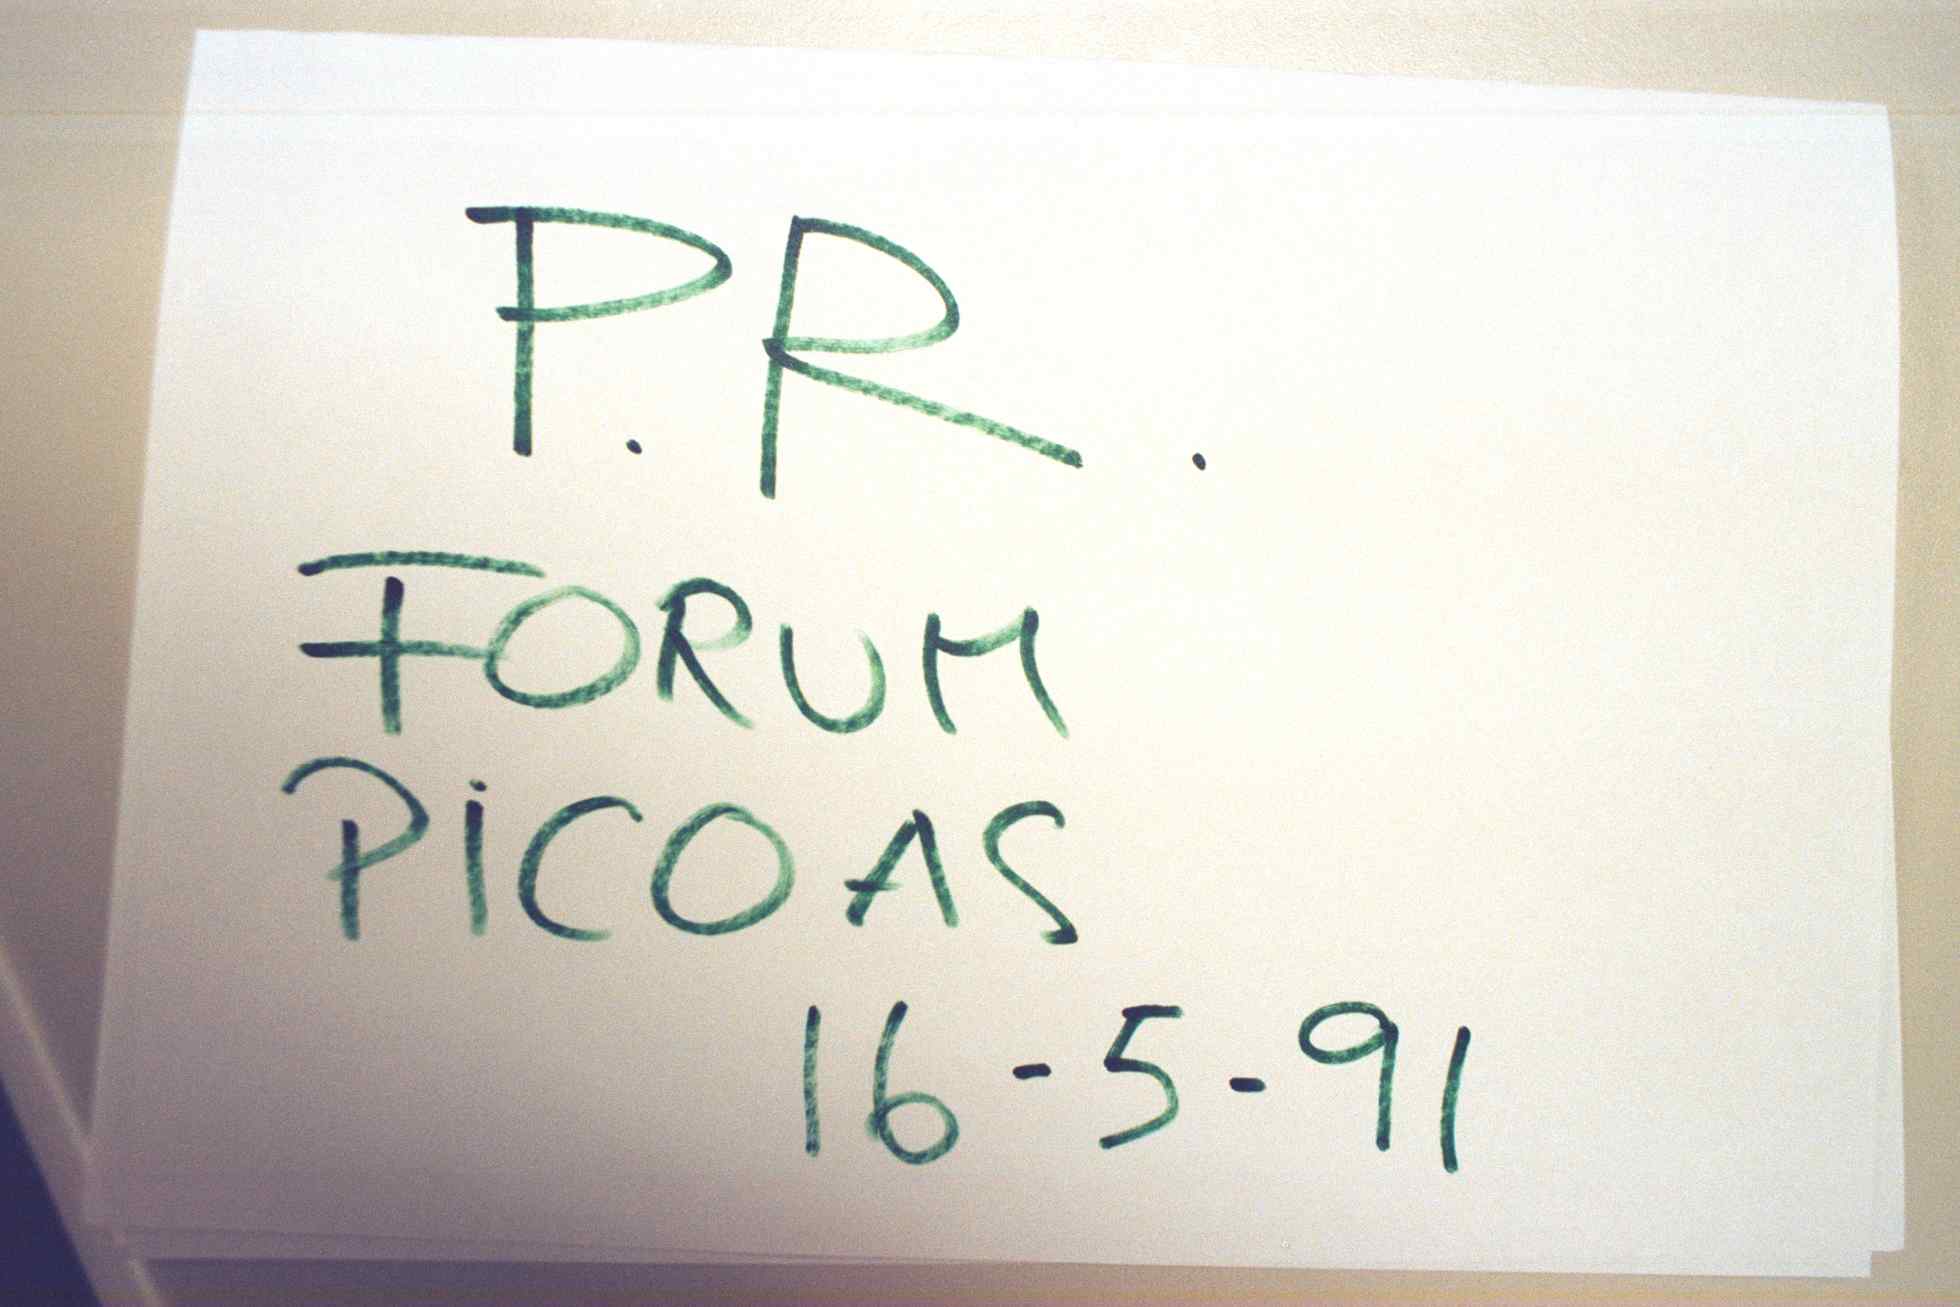 P.R.
FORUM
PiCOAS
16-5-91